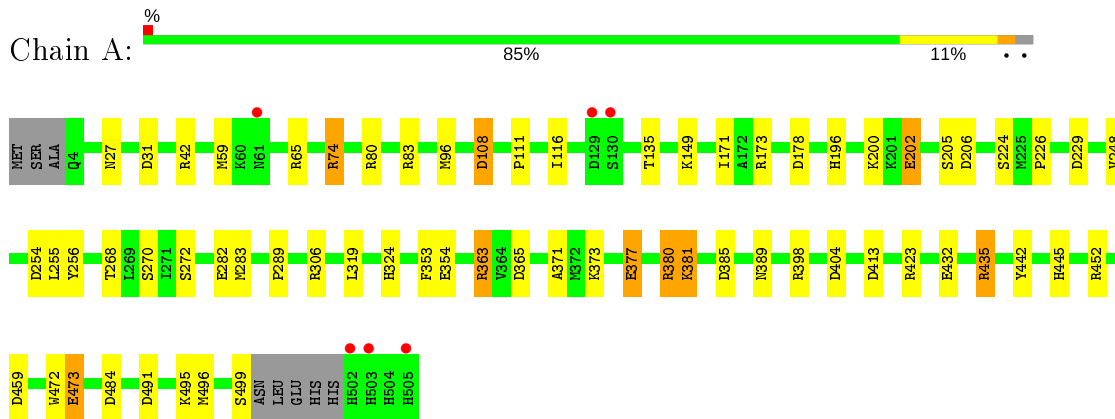 %
Chain A:
85% 11% • •
MET SER ALA Q4 N27 D31 R42 M59 K60 N61 R65 R74 R80 R83 M96 D108 P111 I116 D129 S130 T135 K149 I171 A172 R173 D178 H196 K200 K201 E202 S205 D206 S224 M225 P226 D229
D254 L255 Y256 T268 L269 S270 I271 S272 E282 M283 P289 R306 L319 H324 F353 E354 R363 V364 D365 A371 M372 K373 E377 R380 K381 D385 N389 R398 D404 D413 R423 E432 R435 Y442 H445 R452
D459 W472 E473 D484 D491 K495 M496 S499 ASN LEU GLU HIS HIS H502 H503 H504 H505